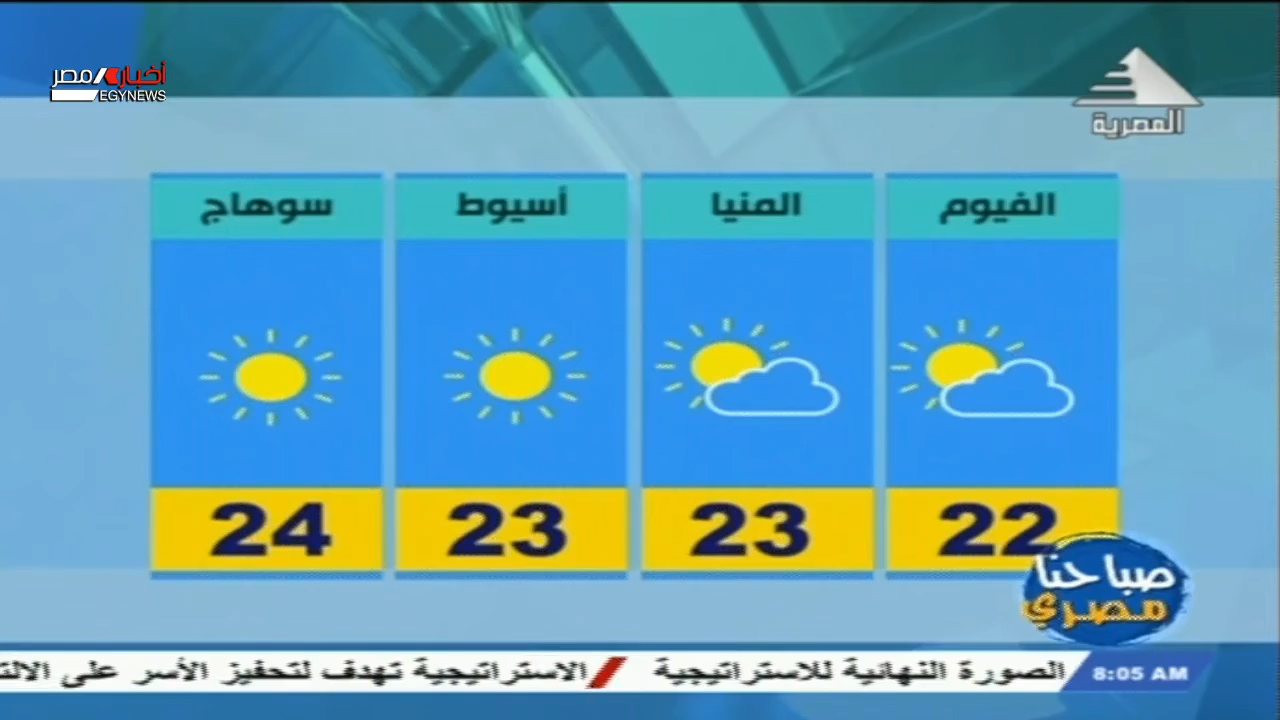 أخبار مصر
EGYNEWS
المصرية
الفيوم
المنيا
أسيوط
سوهاج
22
23
23
24
صباحنا
مصري
8:05 AM
الصورة النهائية للاستراتيجية
الاستراتيجية تهدف لتحفيز الأسر على